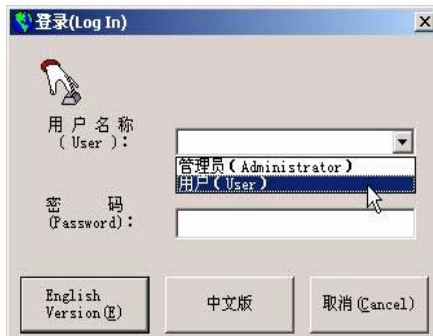 登录(Log In)
用户名称
(User):
管理员(Administrator)
用户(User)
密 码
(Password):
English
Version(E)
中文版
取消(Cancel)